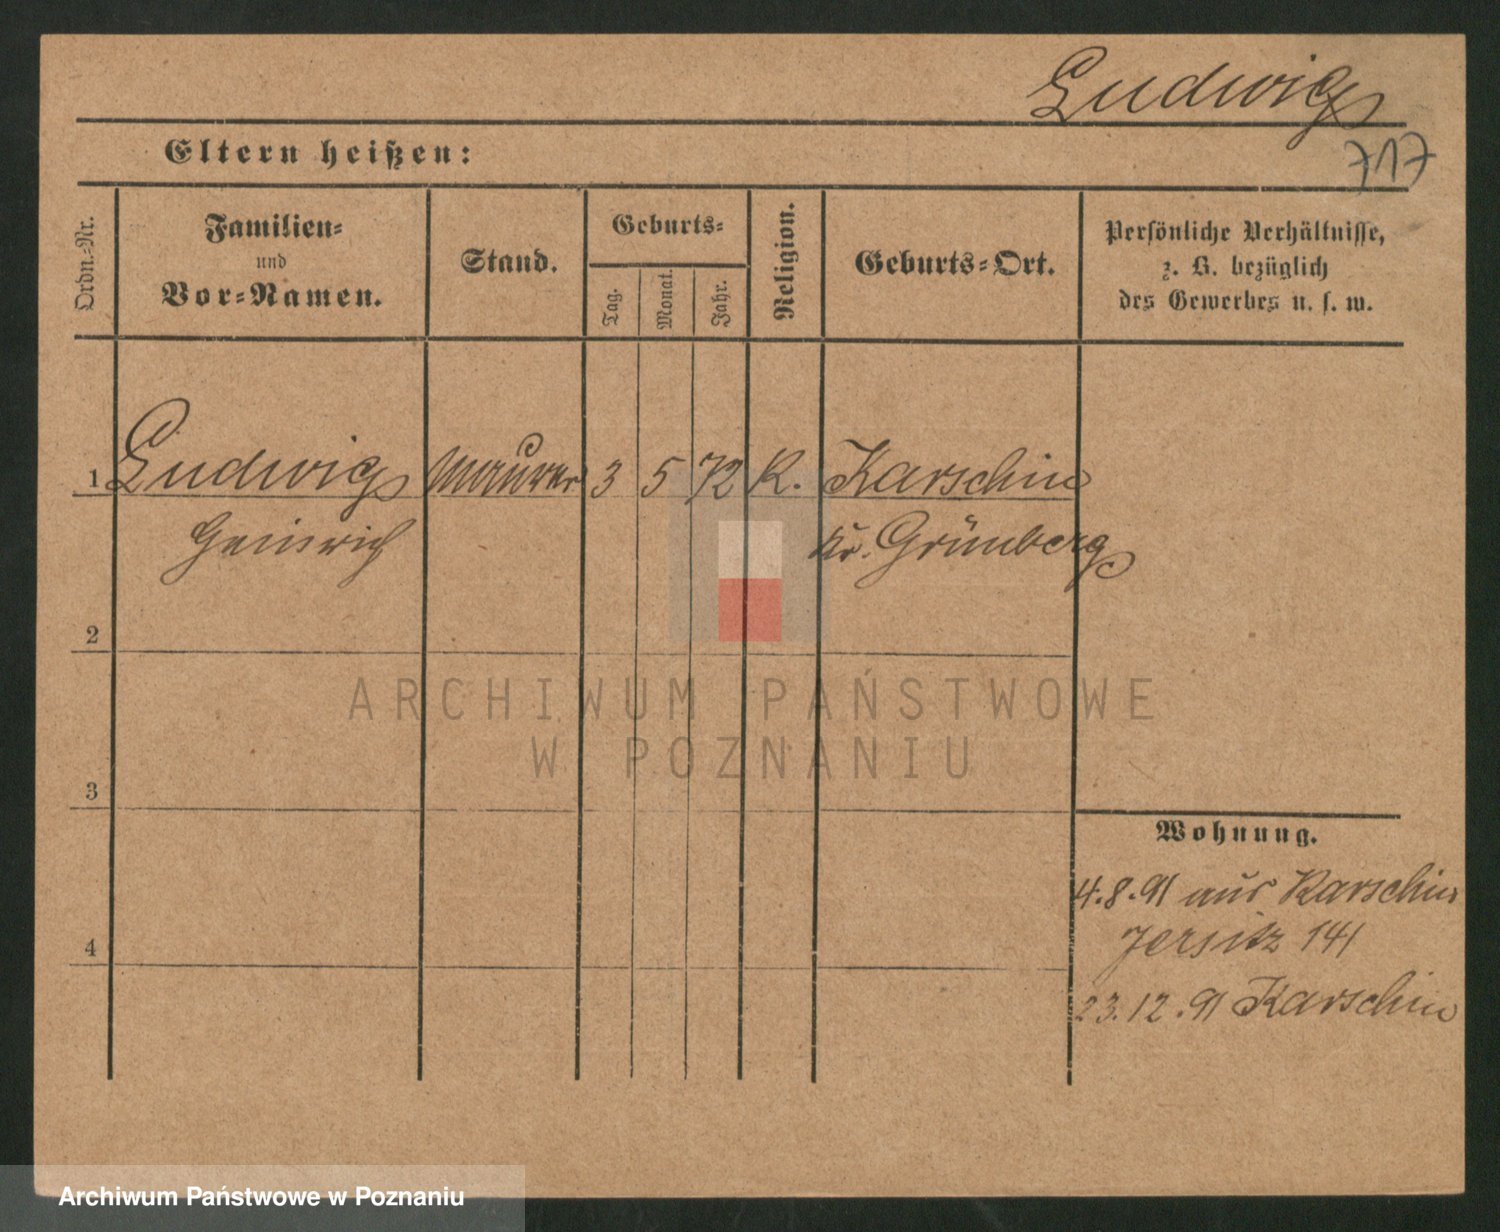 Ludwig
717
Eltern heißen:
Ordn.-Nr.
Familien-
und
Vor-Namen.
Stand.
Geburts-
Tag.
Monat.
Jahr.
Religion.
Geburts-Ort.
Persönliche Verhältnisse,
z. B. bezüglich
des Gewerbes u. s. w.
1 Ludwig Maurer 3 5 72 K. Karschin
Heinrich Kr. Grünberg
2
ARCHIWUM PAŃSTWOWE
W POZNANIU
3
Wohnung.
4.8.91 aus Karschin
Jersitz 141
4
23.12.91 Karschin
Archiwum Państwowe w Poznaniu